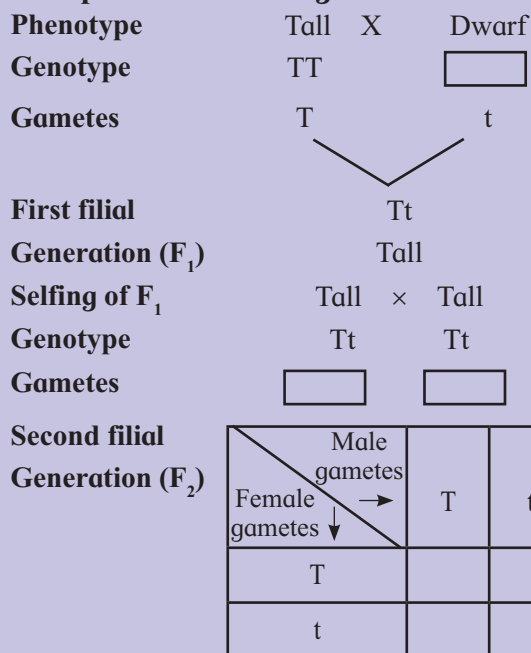 Phenotype Tall X Dwarf
Genotype TT
Gametes T t
First filial Tt
Generation (F₁) Tall
Selfing of F₁ Tall × Tall
Genotype Tt Tt
Gametes
Second filial
Generation (F₂)
Male
gametes
Female
gametes
T t
T
t